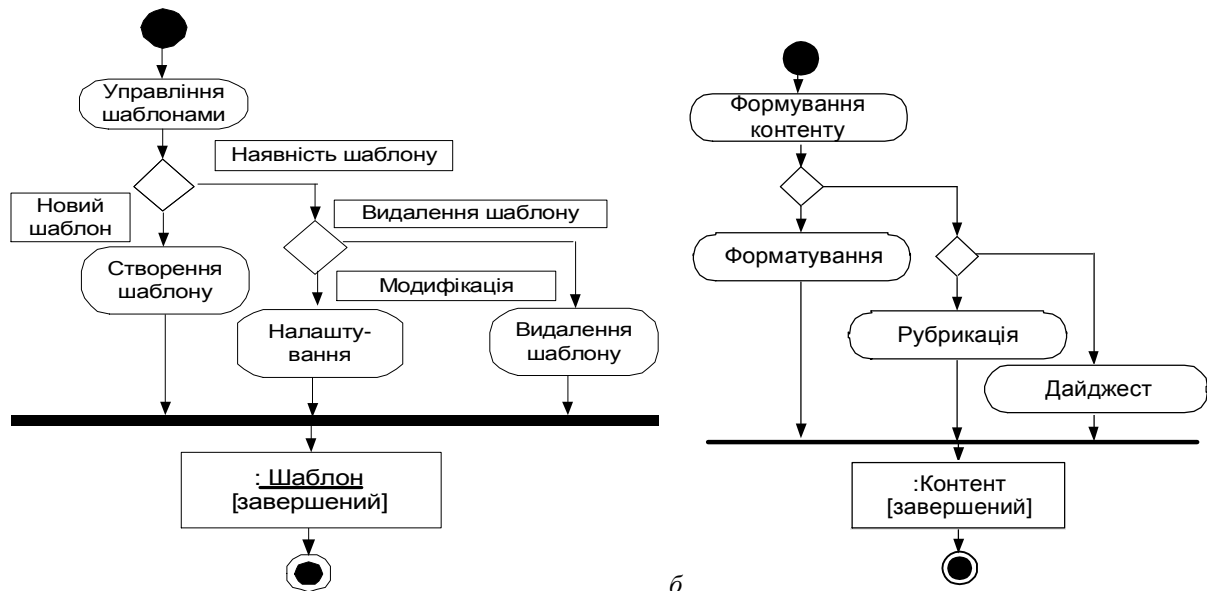 Управління
шаблонами
Наявність шаблону
Новий
шаблон
Видалення шаблону
Створення
шаблону
Модифікація
Налашту-
вання
Видалення
шаблону
: Шаблон
[завершений]
Формування
контенту
Форматування
Рубрикація
Дайджест
:Контент
[завершений]
б